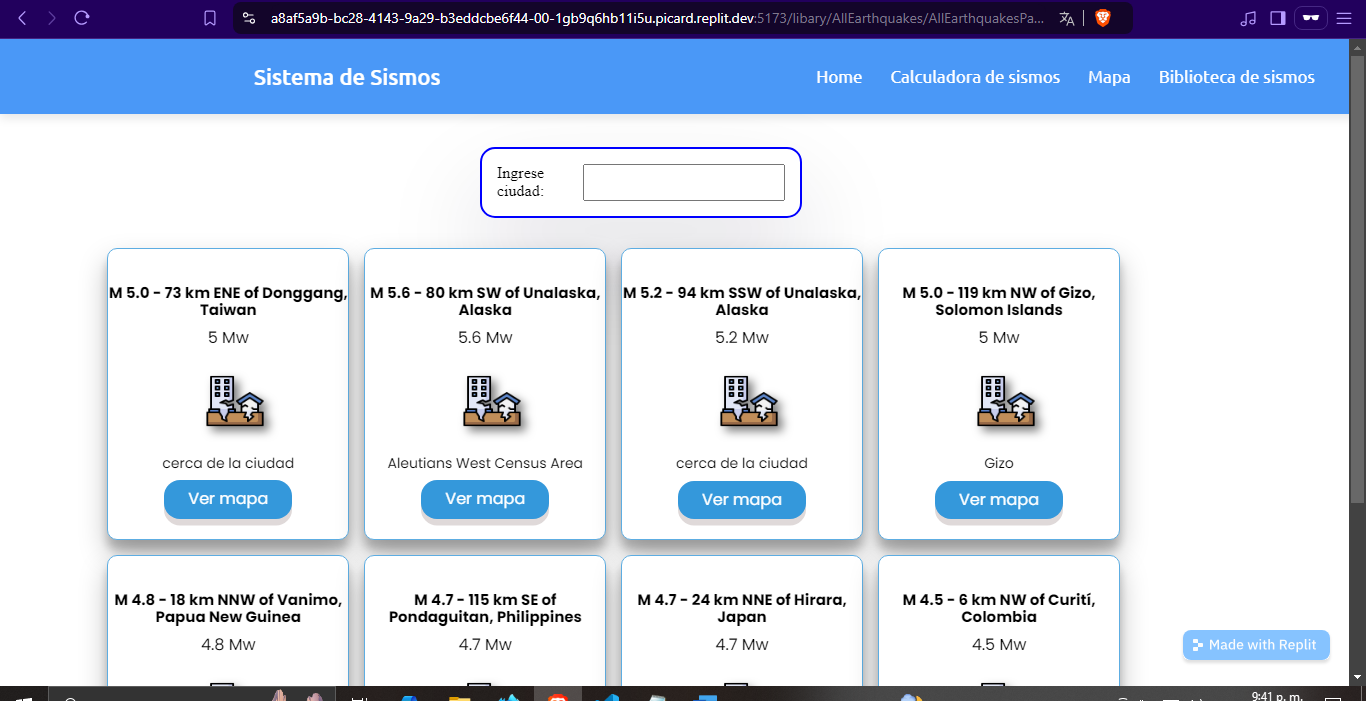 a8af5a9b-bc28-4143-9a29-b3eddcbe6f44-00-1gb9q6hb11i5u.picard.replit.dev:5173/libary/AllEarthquakes/AllEarthquakesPa...
Sistema de Sismos
Home
Calculadora de sismos
Mapa
Biblioteca de sismos
Ingrese
ciudad:
M 5.0 - 73 km ENE of Donggang,
Taiwan
5 Mw
cerca de la ciudad
Ver mapa
M 5.6 - 80 km SW of Unalaska,
Alaska
5.6 Mw
Aleutians West Census Area
Ver mapa
M 5.2 - 94 km SSW of Unalaska,
Alaska
5.2 Mw
cerca de la ciudad
Ver mapa
M 5.0 - 119 km NW of Gizo,
Solomon Islands
5 Mw
Gizo
Ver mapa
M 4.8 - 18 km NNW of Vanimo,
Papua New Guinea
4.8 Mw
M 4.7 - 115 km SE of
Pondaguitan, Philippines
4.7 Mw
M 4.7 - 24 km NNE of Hirara,
Japan
4.7 Mw
M 4.5 - 6 km NW of Curití,
Colombia
4.5 Mw
Made with Replit
9:41 p. m.